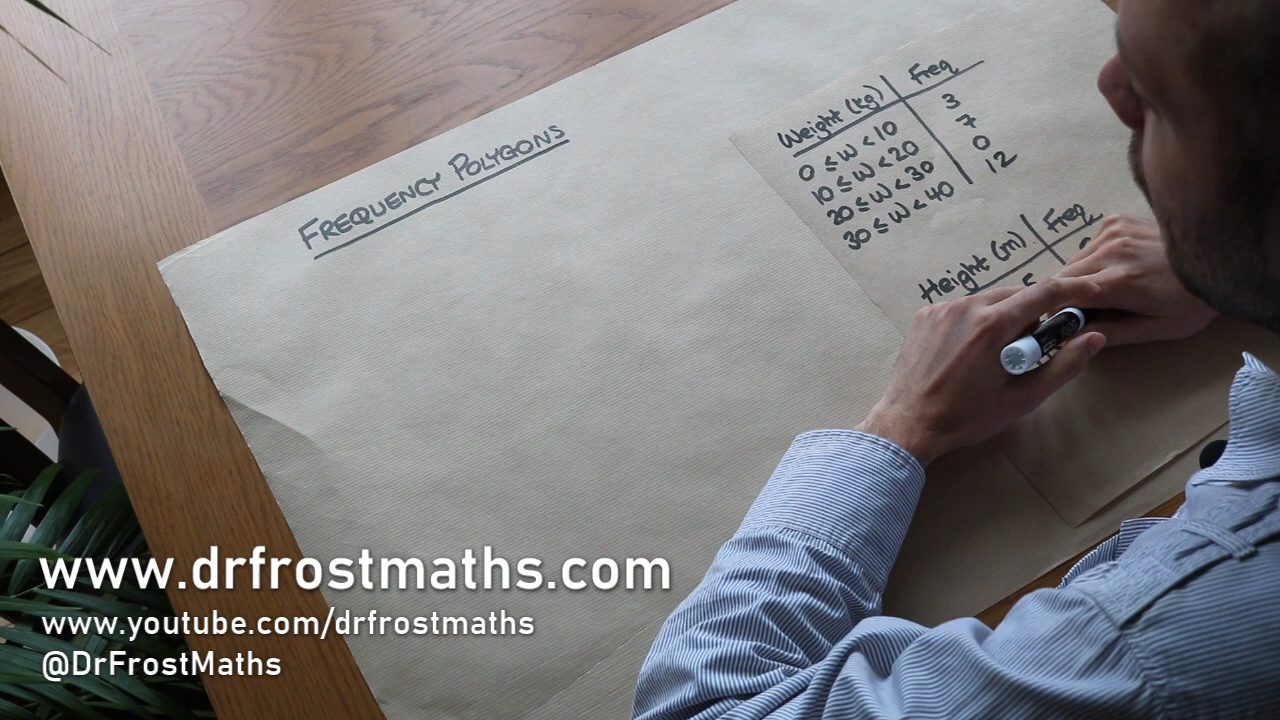 FREQUENCY POLYGONS
Weight (kg) Freq
0 ≤ W < 10 3
10 ≤ W < 20 7
20 ≤ W < 30 0
30 ≤ W < 40 12
Height (m) Freq
www.drfrostmaths.com
www.youtube.com/drfrostmaths
@DrFrostMaths